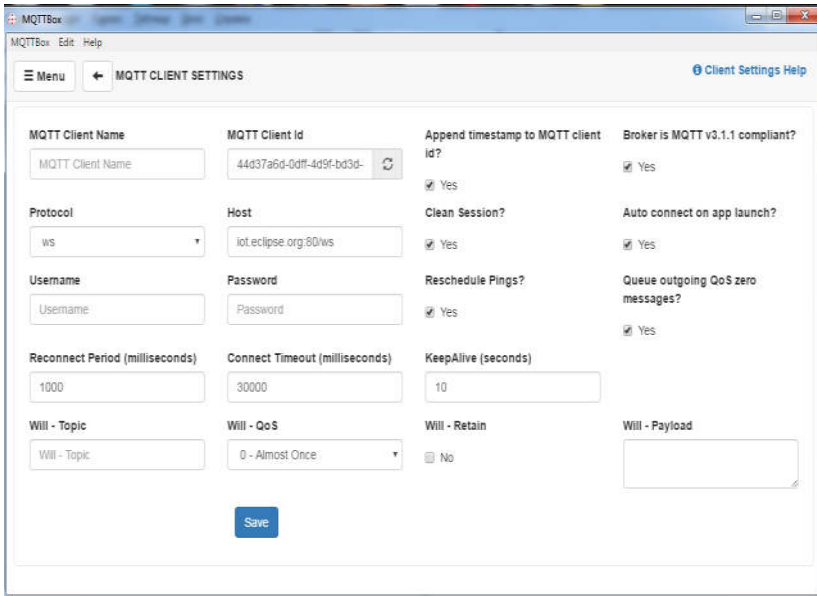 MQTTBox
MQTTBox Edit Help
Menu MQTT CLIENT SETTINGS Client Settings Help
MQTT Client Name MQTT Client Id Append timestamp to MQTT client id? Broker is MQTT v3.1.1 compliant?
MQTT Client Name 44d37a6d-0dff-4d9f-bd3d- Yes Yes
Protocol Host Clean Session? Auto connect on app launch?
ws iot.eclipse.org:80/ws Yes Yes
Username Password Reschedule Pings? Queue outgoing QoS zero messages?
Username Password Yes Yes
Reconnect Period (milliseconds) Connect Timeout (milliseconds) KeepAlive (seconds)
1000 30000 10
Will - Topic Will - QoS Will - Retain Will - Payload
Will - Topic 0 - Almost Once No
Save